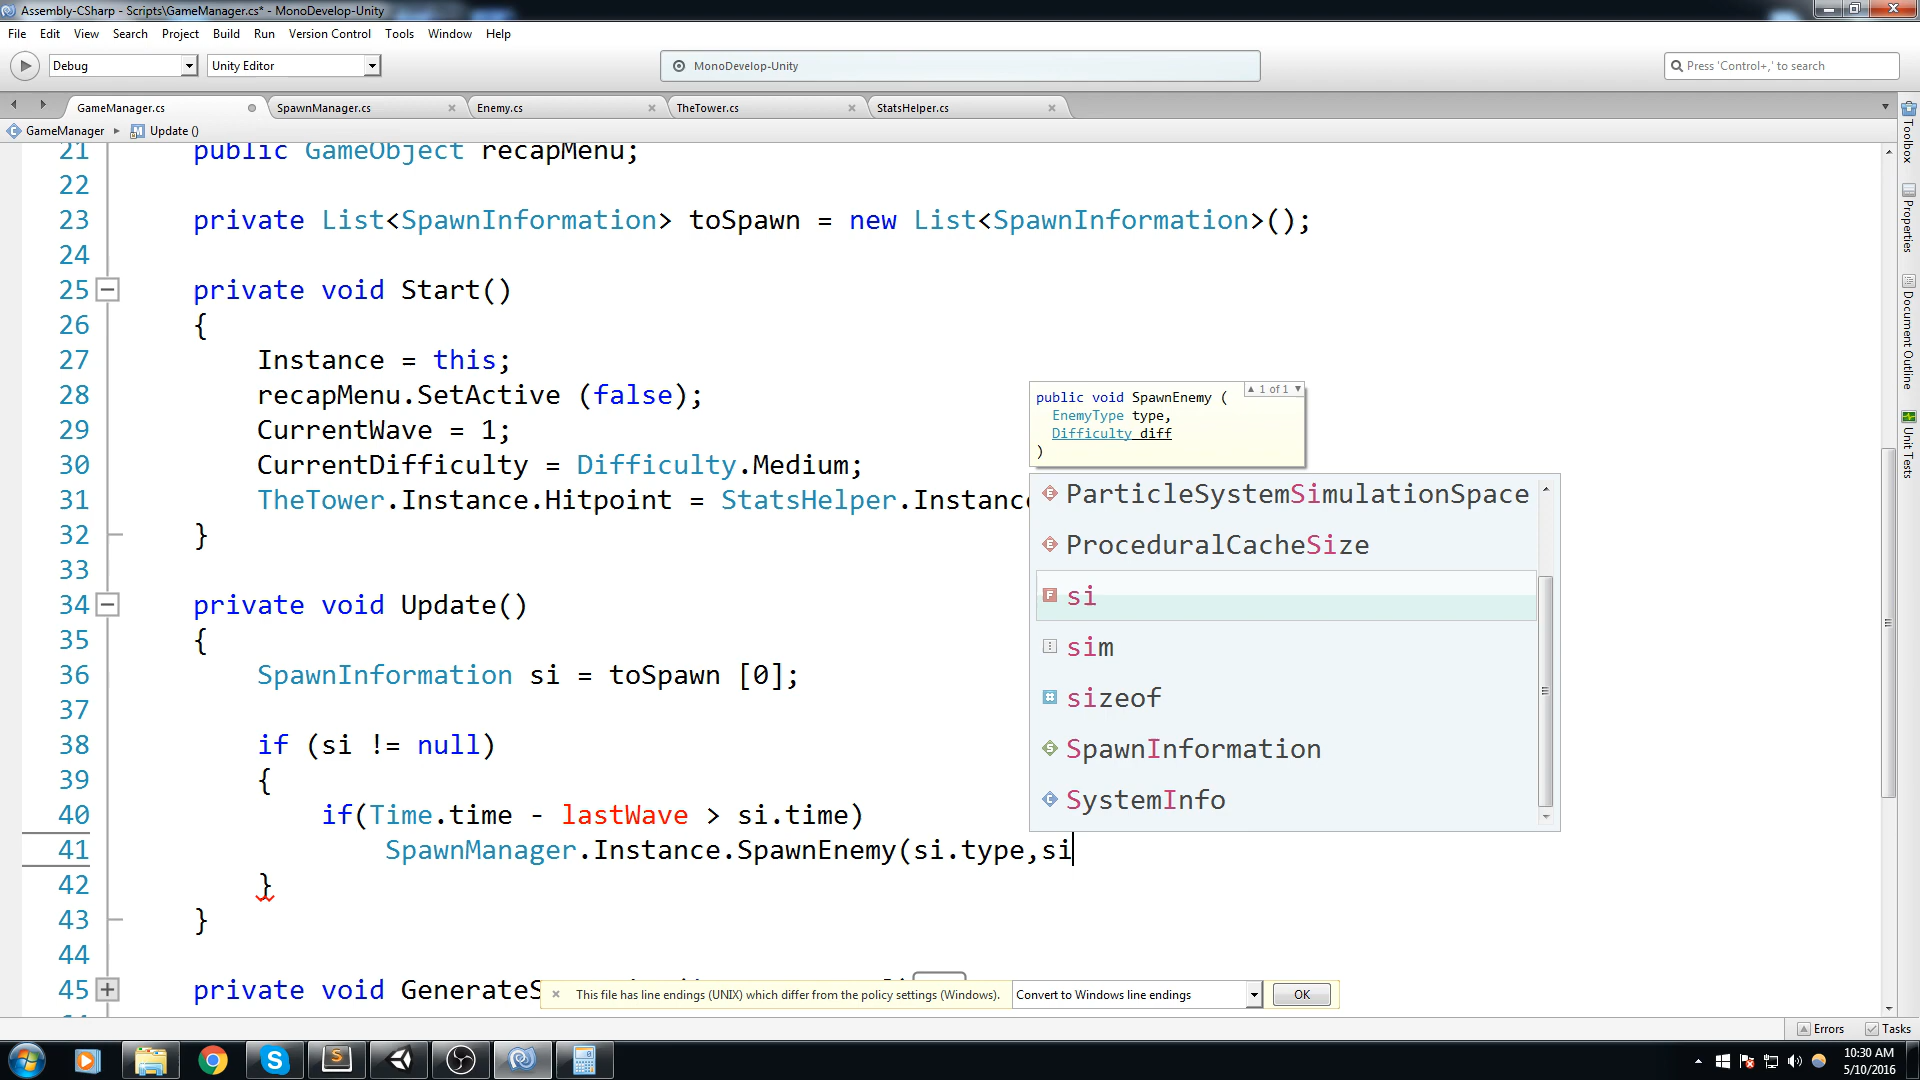 Assembly-CSharp - Scripts\GameManager.cs* - MonoDevelop-Unity
File Edit View Search Project Build Run Version Control Tools Window Help
Debug Unity Editor MonoDevelop-Unity Press 'Control+,' to search
GameManager.cs SpawnManager.cs Enemy.cs TheTower.cs StatsHelper.cs
GameManager Update ()
21 public GameObject recapMenu;
22
23 private List<SpawnInformation> toSpawn = new List<SpawnInformation>();
24
25 private void Start()
26 {
27 Instance = this;
28 recapMenu.SetActive (false);
29 CurrentWave = 1;
30 CurrentDifficulty = Difficulty.Medium;
31 TheTower.Instance.Hitpoint = StatsHelper.Instance
32 }
33
34 private void Update()
35 {
36 SpawnInformation si = toSpawn [0];
37
38 if (si != null)
39 {
40 if(Time.time - lastWave > si.time)
41 SpawnManager.Instance.SpawnEnemy(si.type,si
42 }
43 }
44
45 private void GenerateS
public void SpawnEnemy (
1 of 1
EnemyType type,
Difficulty diff
)
ParticleSystemSimulationSpace
ProceduralCacheSize
si
sim
sizeof
SpawnInformation
SystemInfo
This file has line endings (UNIX) which differ from the policy settings (Windows). Convert to Windows line endings OK
Toolbox
Properties
Document Outline
Unit Tests
Errors Tasks
10:30 AM
5/10/2016